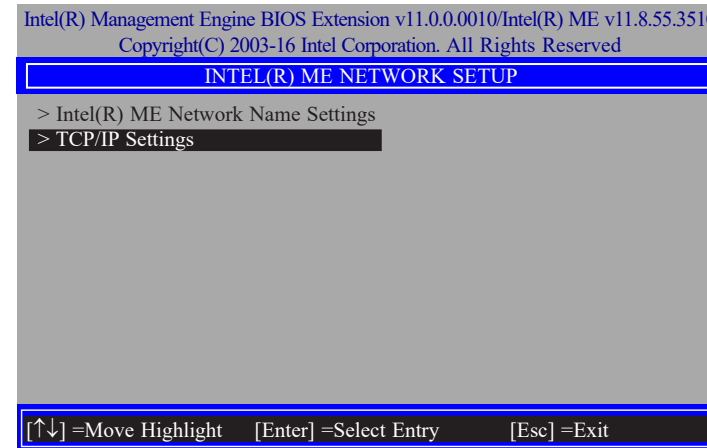 Intel(R) Management Engine BIOS Extension v11.0.0.0010/Intel(R) ME v11.8.55.351
Copyright(C) 2003-16 Intel Corporation. All Rights Reserved
INTEL(R) ME NETWORK SETUP
> Intel(R) ME Network Name Settings
> TCP/IP Settings
[↑↓] =Move Highlight [Enter] =Select Entry [Esc] =Exit